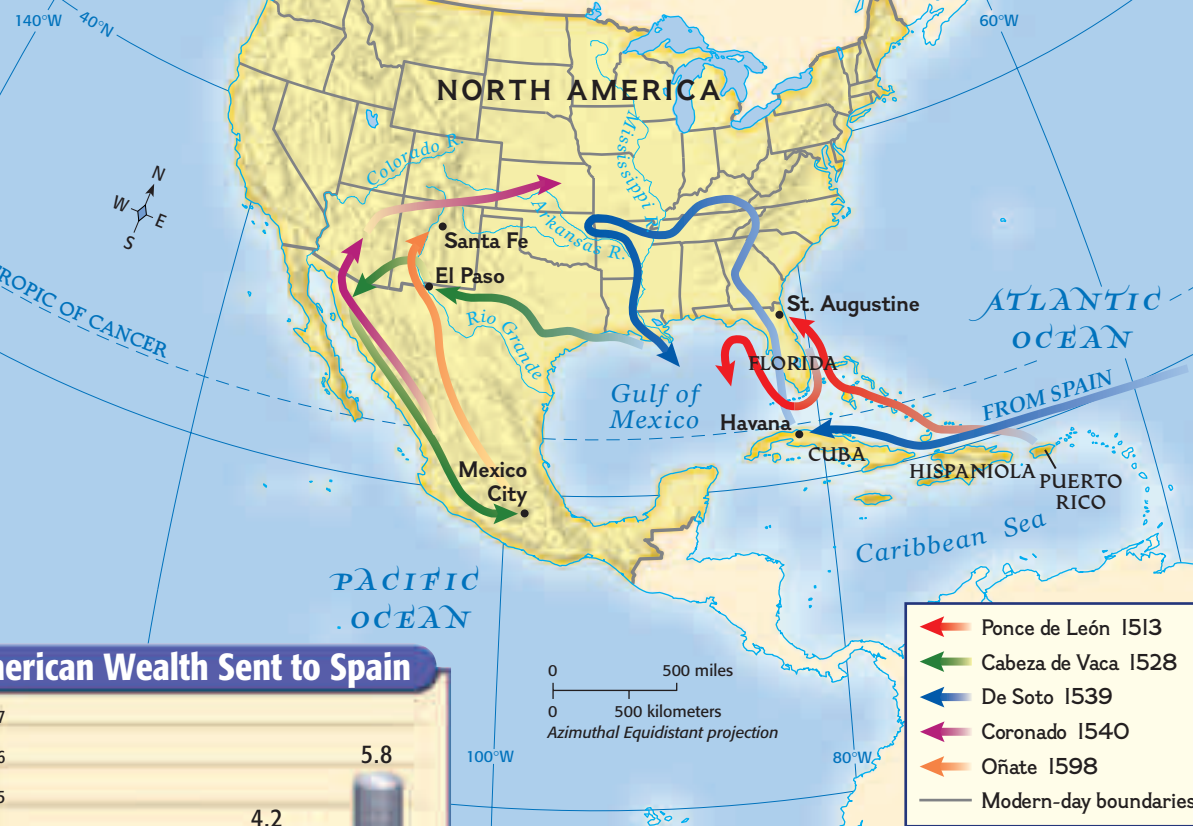 140°W
40°N
60°W
NORTH AMERICA
Colorado R.
Mississippi R.
N
W
E
S
Arkansas R.
Santa Fe
El Paso
Rio Grande
TROPIC OF CANCER
St. Augustine
ATLANTIC
OCEAN
FLORIDA
Gulf of
Mexico
FROM SPAIN
Havana
CUBA
HISPANIOLA
PUERTO
RICO
Mexico
City
Caribbean Sea
PACIFIC
OCEAN
Ponce de León 1513
Cabeza de Vaca 1528
De Soto 1539
Coronado 1540
Oñate 1598
Modern-day boundaries
0 500 miles
0 500 kilometers
Azimuthal Equidistant projection
100°W
80°W
merican Wealth Sent to Spain
7
6
5.8
5
4.2